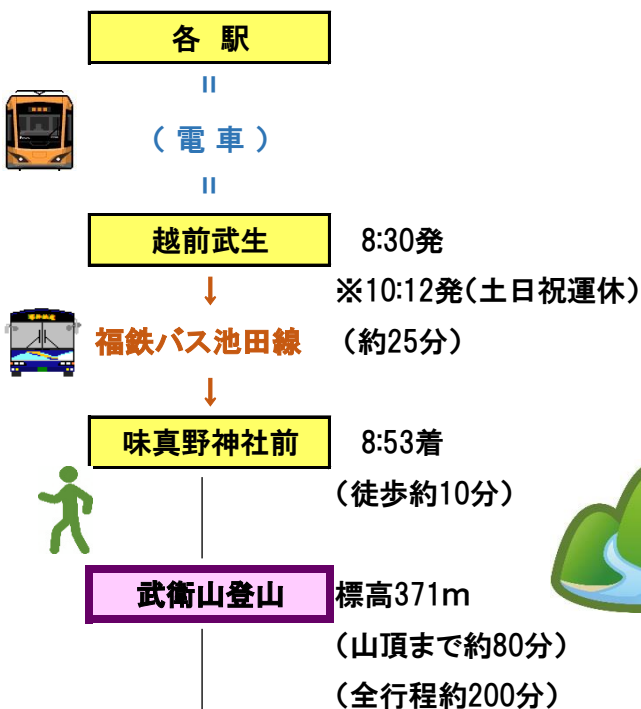 各 駅
=
（ 電 車 ）
=
越前武生 8:30発
↓ ※10:12発(土日祝運休)
福鉄バス池田線 （約25分）
↓
味真野神社前 8:53着
（徒歩約10分）
武衛山登山 標高371m
（山頂まで約80分）
（全行程約200分）